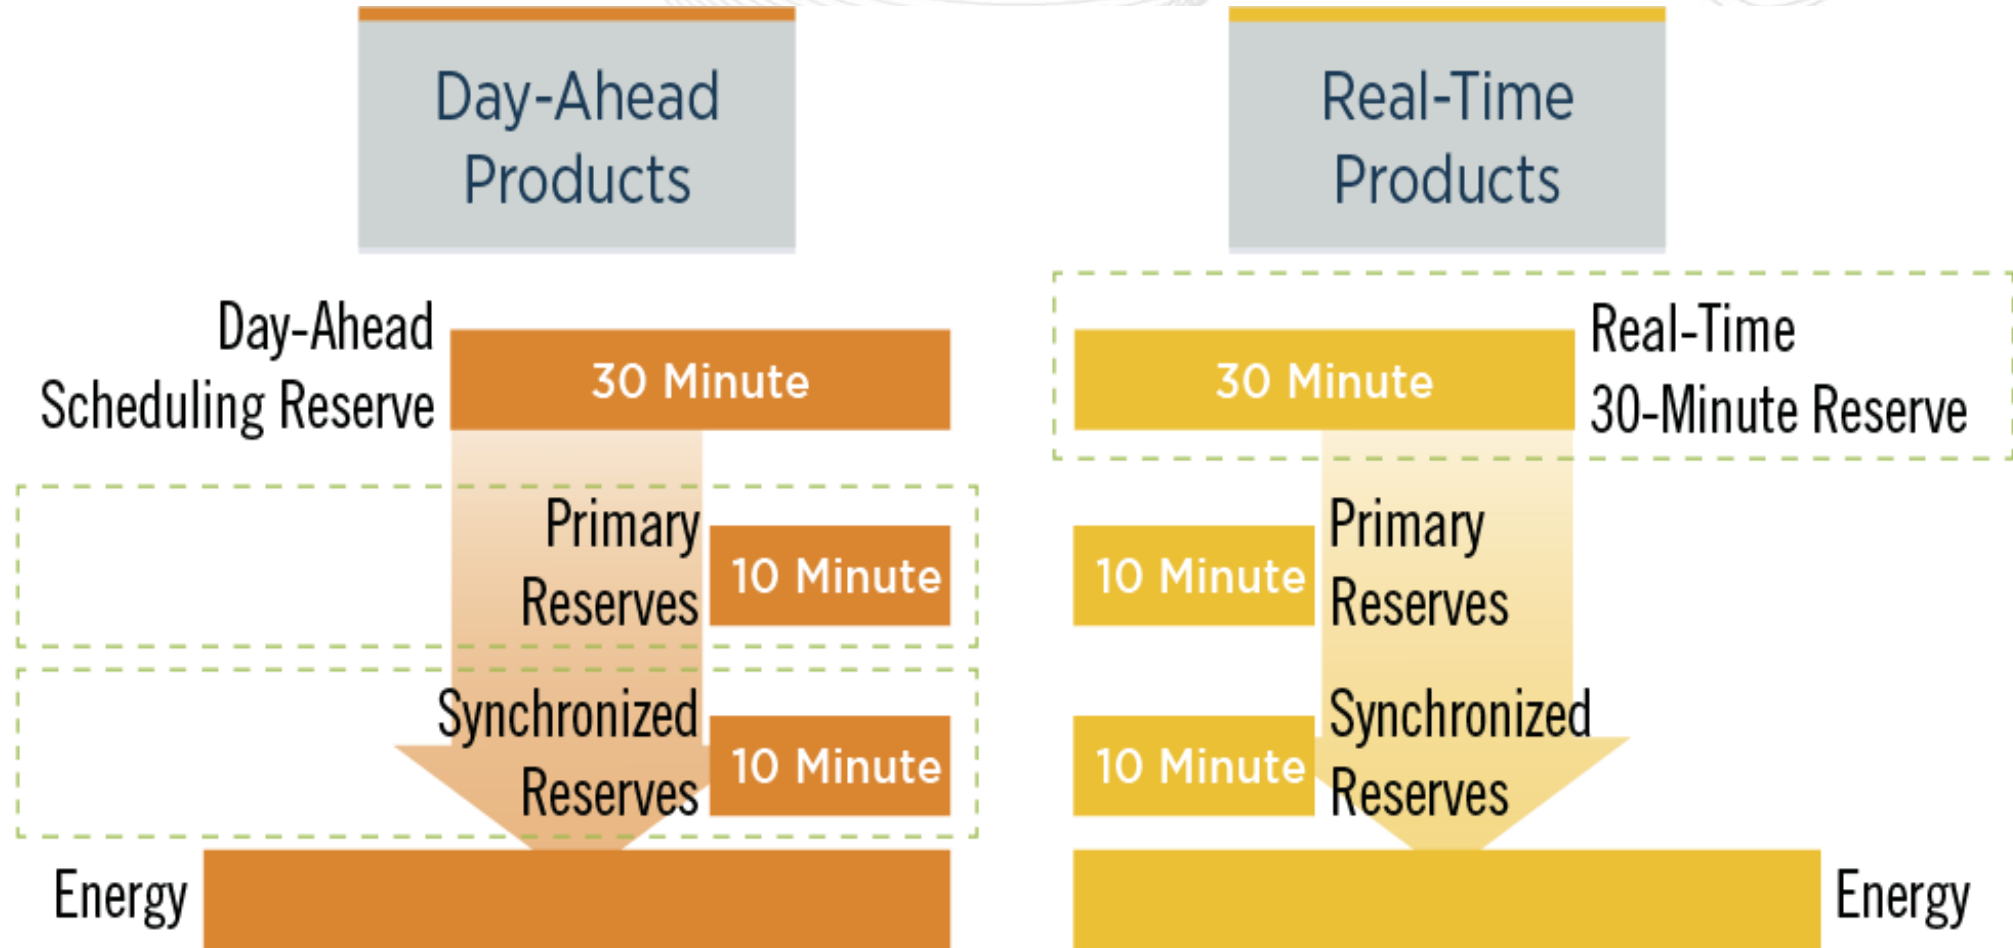 Day-Ahead
Products
Day-Ahead
Scheduling Reserve
30 Minute
Primary
Reserves
10 Minute
Synchronized
Reserves
10 Minute
Energy
Real-Time
Products
30 Minute
Real-Time
30-Minute Reserve
10 Minute
Primary
Reserves
10 Minute
Synchronized
Reserves
Energy